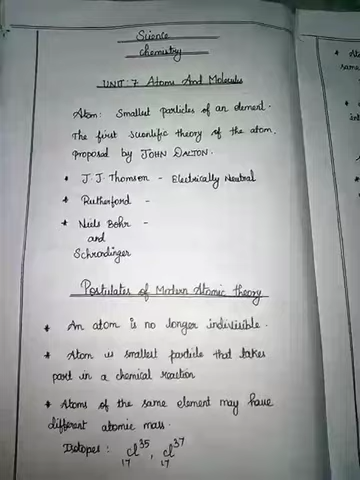 Science
Chemistry
UNIT: 7 Atoms And Molecules
Atom: Smallest particles of an element.
The first scientific theory of the atom.
proposed by JOHN DALTON.
* J.J. Thomson - Electrically Neutral
* Rutherford -
* Niels Bohr -
and
Schrodinger
Postulates of Modern Atomic theory
* An atom is no longer indivisible.
* Atom is smallest particle that takes
part in a chemical reaction
* Atoms of the same element may have
different atomic mass.
Isotopes: 17Cl35, 17Cl37
same